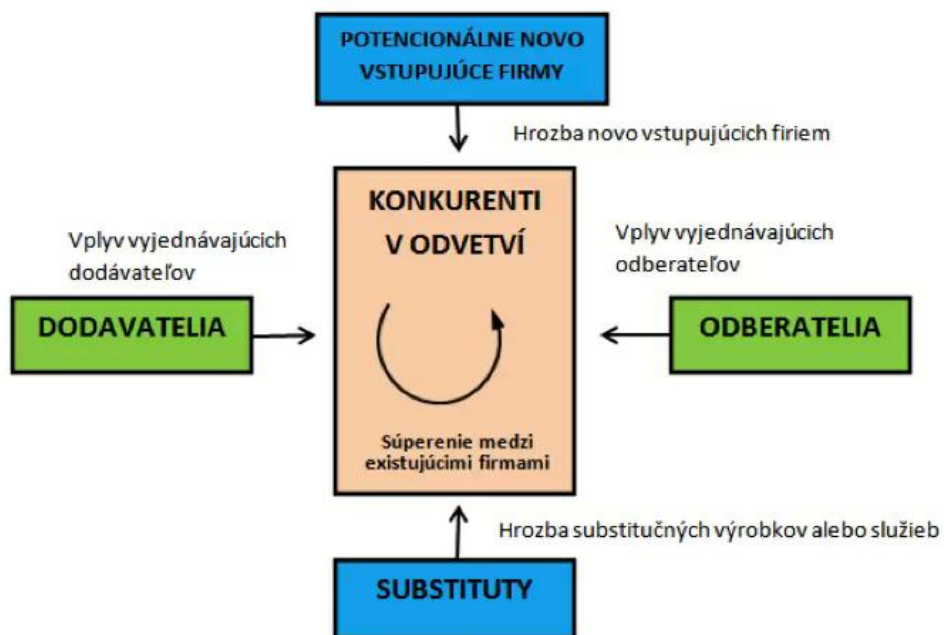 POTENCIONÁLNE NOVO
VSTUPUJÚCE FIRMY
Hrozba novo vstupujúcich firiem
KONKURENTI
V ODVETVÍ
Vplyv vyjednávajúcich
dodávateľov
Vplyv vyjednávajúcich
odberateľov
DODAVATELIA
ODBERATELIA
Súperenie medzi
existujúcimi firmami
Hrozba substitučných výrobkov alebo služieb
SUBSTITUTY